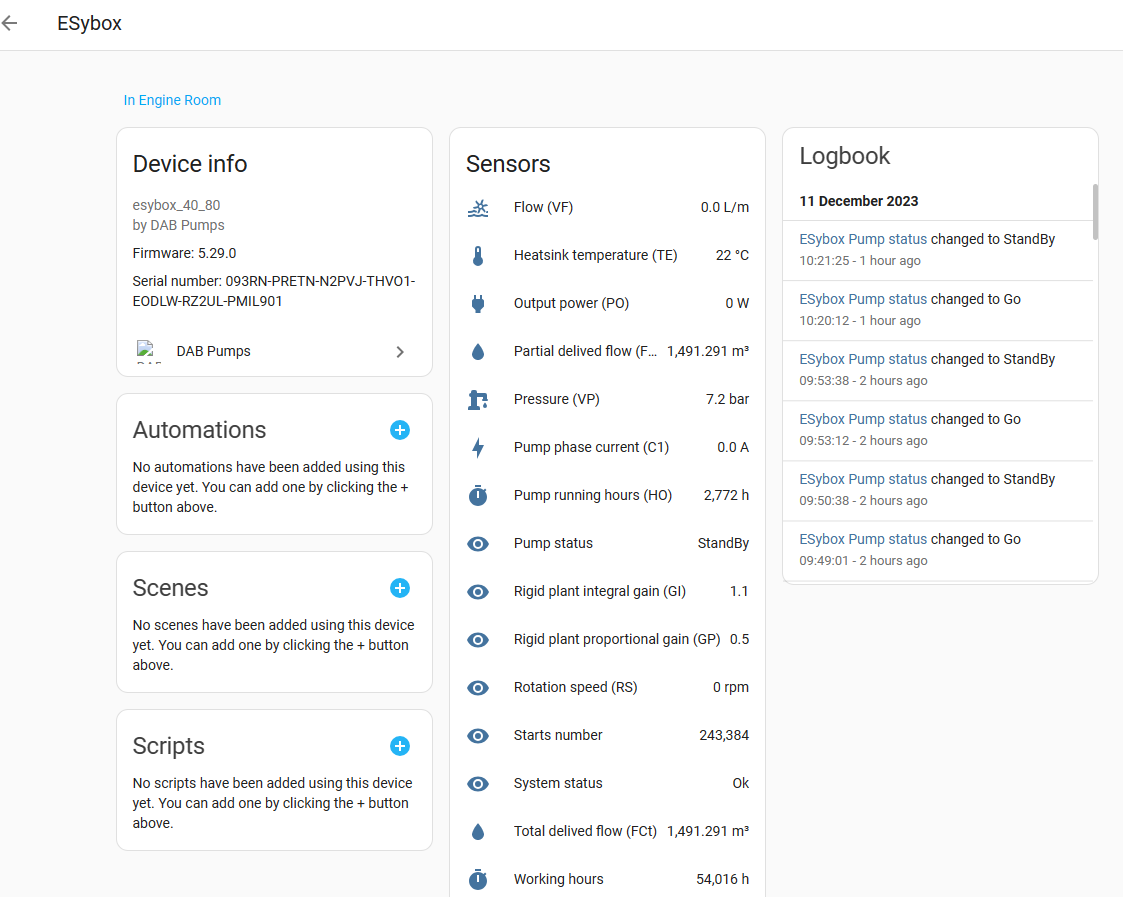 ESybox
In Engine Room
Device info
esybox_40_80
by DAB Pumps
Firmware: 5.29.0
Serial number: 093RN-PRETN-N2PVJ-THVO1-
EODLW-RZ2UL-PMIL901
DAB Pumps
Automations
No automations have been added using this
device yet. You can add one by clicking the +
button above.
Scenes
No scenes have been added using this device
yet. You can add one by clicking the + button
above.
Scripts
No scripts have been added using this device
yet. You can add one by clicking the + button
above.
Sensors
Flow (VF) 0.0 L/m
Heatsink temperature (TE) 22 °C
Output power (PO) 0 W
Partial delived flow (F... 1,491.291 m³
Pressure (VP) 7.2 bar
Pump phase current (C1) 0.0 A
Pump running hours (HO) 2,772 h
Pump status StandBy
Rigid plant integral gain (GI) 1.1
Rigid plant proportional gain (GP) 0.5
Rotation speed (RS) 0 rpm
Starts number 243,384
System status Ok
Total delived flow (FCt) 1,491.291 m³
Working hours 54,016 h
Logbook
11 December 2023
ESybox Pump status changed to StandBy
10:21:25 - 1 hour ago
ESybox Pump status changed to Go
10:20:12 - 1 hour ago
ESybox Pump status changed to StandBy
09:53:38 - 2 hours ago
ESybox Pump status changed to Go
09:53:12 - 2 hours ago
ESybox Pump status changed to StandBy
09:50:38 - 2 hours ago
ESybox Pump status changed to Go
09:49:01 - 2 hours ago